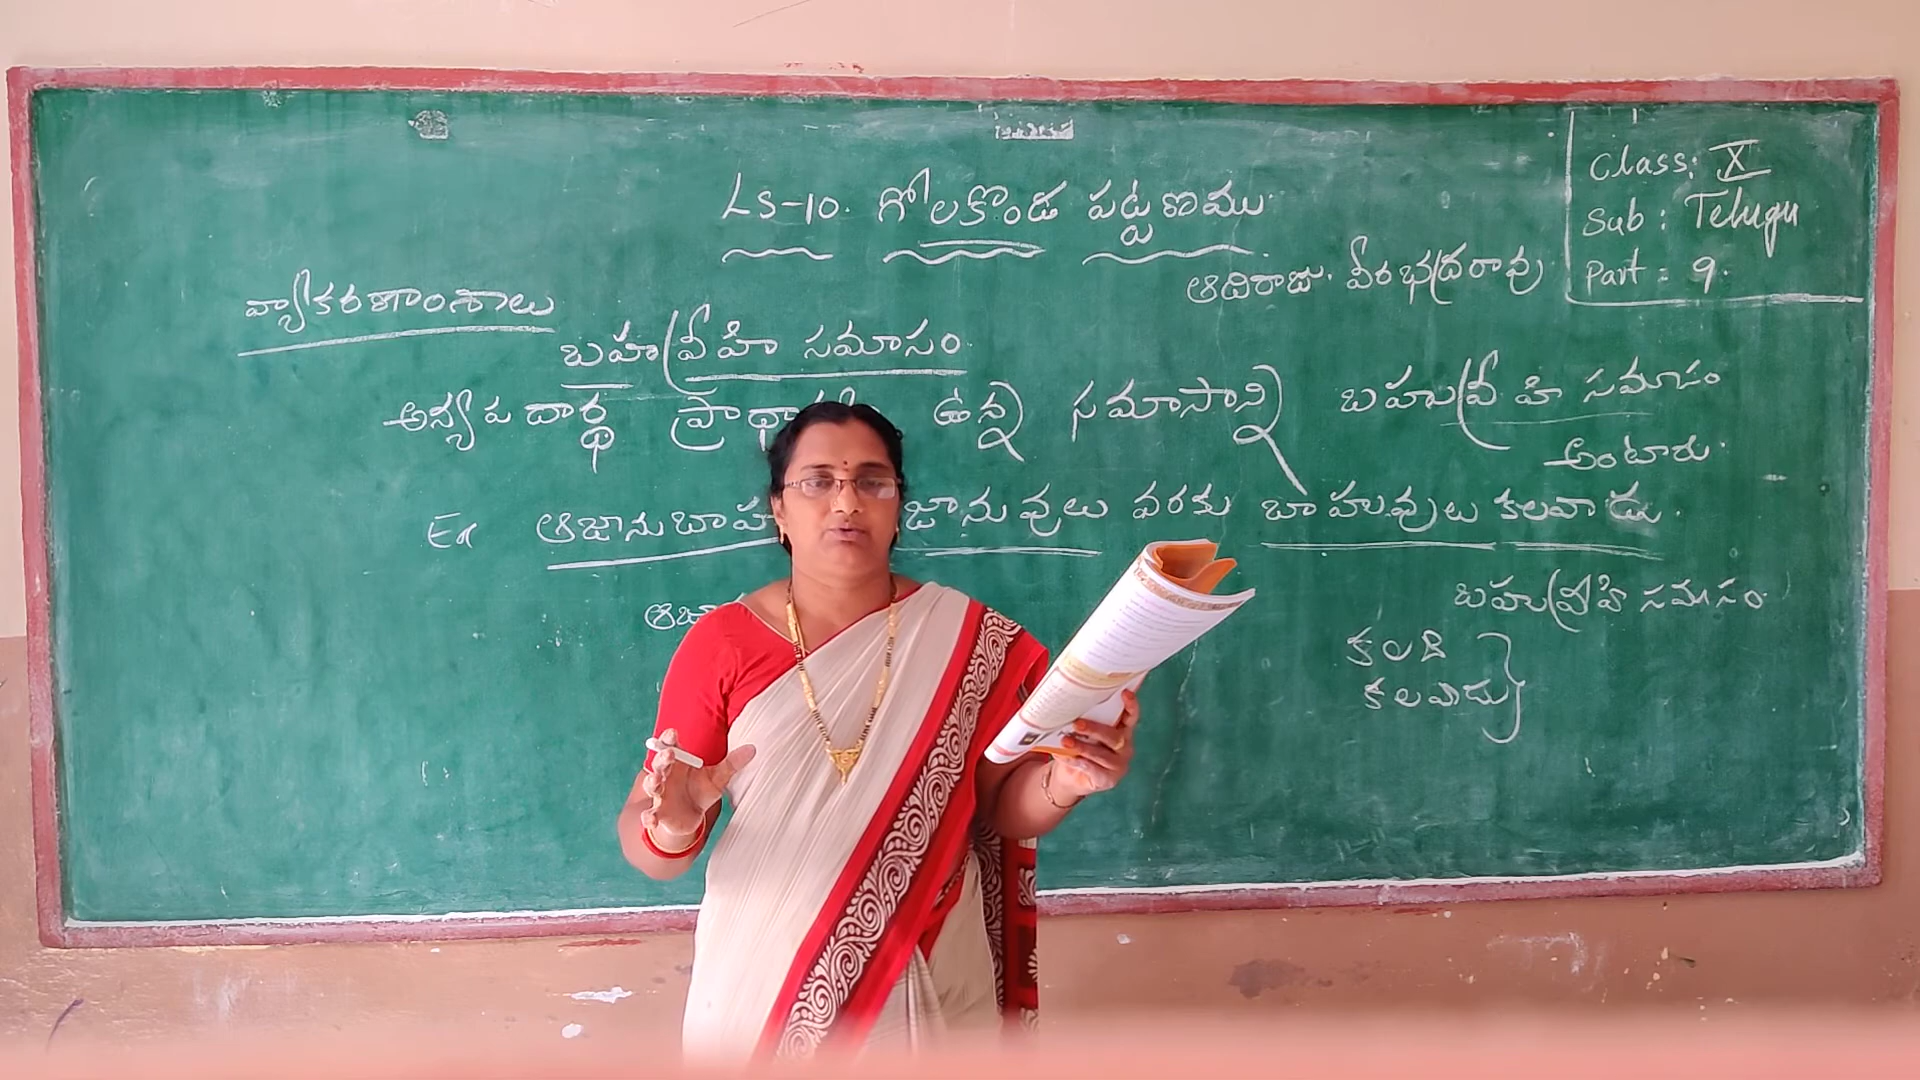 Class: X
Sub : Telugu
Part = 9.
LS-10. గోలకొండ పట్టణము.
ఆదిరాజు. వీరభద్రరావు
వ్యాకరణాంశాలు
బహువ్రీహి సమాసం
అన్యపదార్థ ఉన్న సమాసాన్ని బహువ్రీహి సమాసం
అంటారు.
Ex ఆజానుబాహు జానువులు వరకు బాహువులు కలవాడు.
బహువ్రీహి సమాసం
కలది
కలవాడు